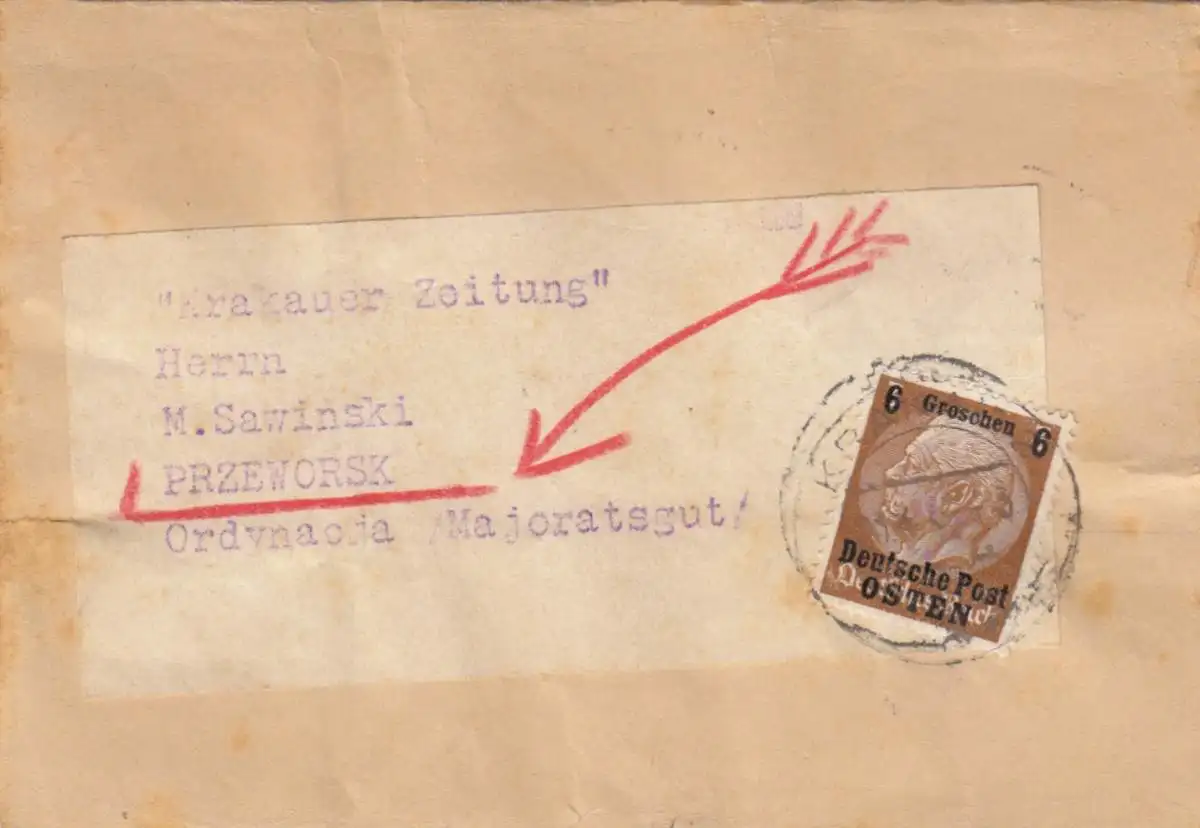 "Krakauer Zeitung"
Herrn
M.Sawinski
PRZEWORSK
Ordynacja /Majoratsgut/
6 Groschen 6
Deutsche Post
OSTEN